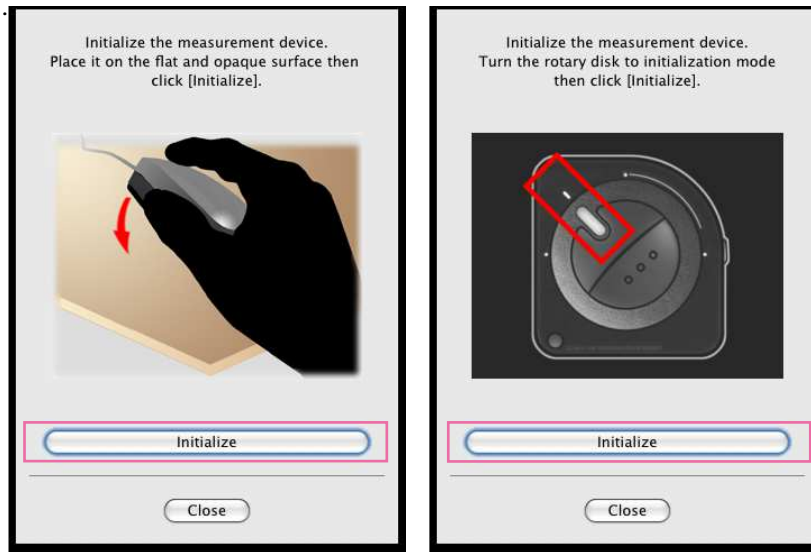 .
Initialize the measurement device.
Place it on the flat and opaque surface then
click [Initialize].
Initialize
Close
Initialize the measurement device.
Turn the rotary disk to initialization mode
then click [Initialize].
Initialize
Close